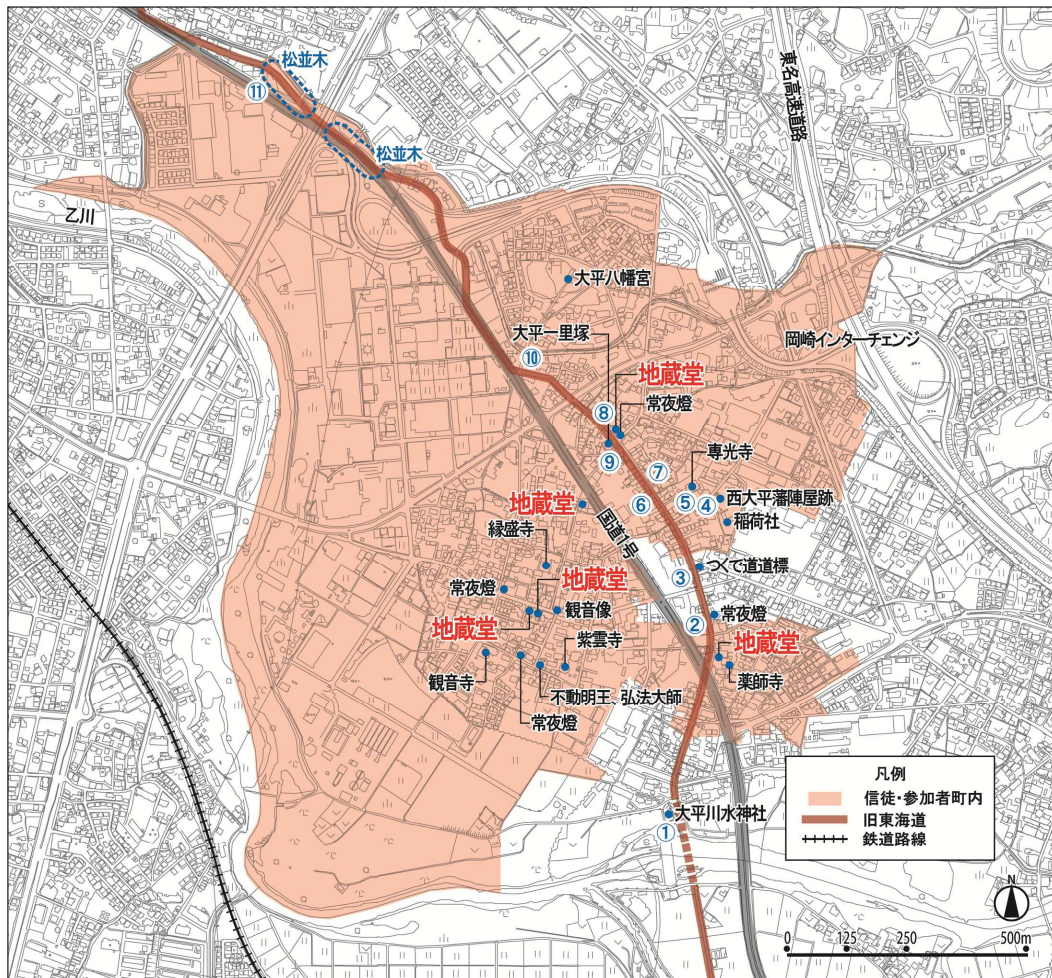 松並木
⑪
松並木
東名高速道路
乙川
大平八幡宮
大平一里塚
岡崎インターチェンジ
⑩
地蔵堂
⑧
常夜燈
⑨
専光寺
⑦
⑤
④
西大平藩陣屋跡
⑥
地蔵堂
稲荷社
国道1号
縁盛寺
つくで道道標
③
地蔵堂
常夜燈
観音像
常夜燈
②
地蔵堂
紫雲寺
地蔵堂
観音寺
不動明王、弘法大師
薬師寺
常夜燈
大平川水神社
①
凡例
信徒・参加者町内
旧東海道
鉄道路線
N
0 125 250 500m